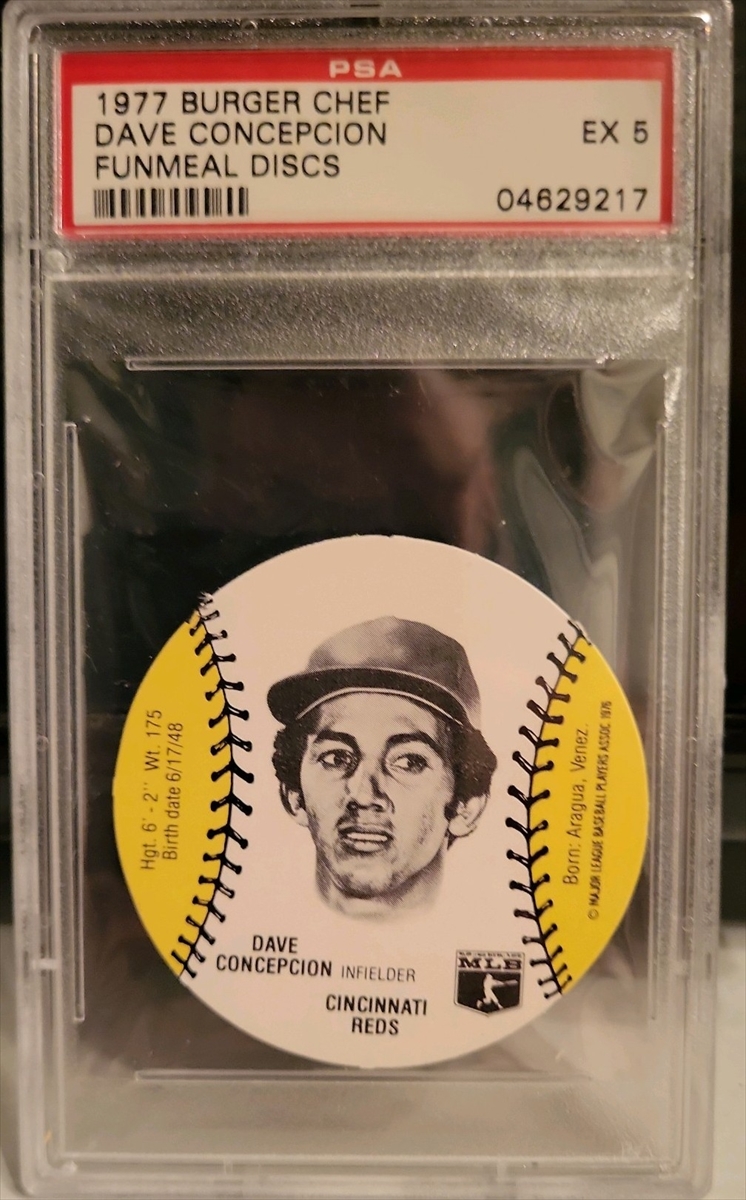 PSA
1977 BURGER CHEF
DAVE CONCEPCION
EX 5
FUNMEAL DISCS
04629217
Hgt. 6' - 2" Wt. 175
Birth date 6/17/48
Born: Aragua, Venez.
© MAJOR LEAGUE BASEBALL PLAYERS ASSOC 1976
DAVE
CONCEPCION INFIELDER
CINCINNATI
REDS
MLB